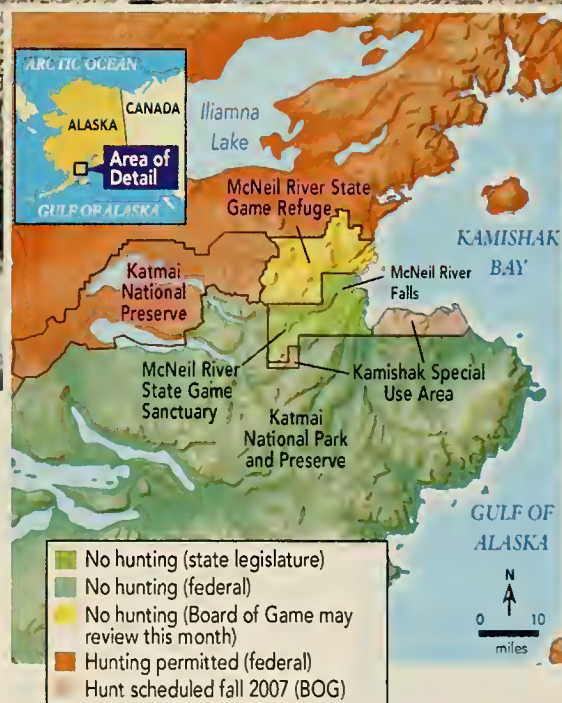 ARCTIC OCEAN
ALASKA
CANADA
Area of
Detail
GULF OF ALASKA
Iliamna
Lake
McNeil River State
Game Refuge
KAMISHAK
BAY
Katmai
National
Preserve
McNeil River
Falls
McNeil River
State Game
Sanctuary
Kamishak Special
Use Area
Katmai
National Park
and Preserve
GULF OF
ALASKA
No hunting (state legislature)
No hunting (federal)
No hunting (Board of Game may
review this month)
Hunting permitted (federal)
Hunt scheduled fall 2007 (BOG)
N
0 10
miles